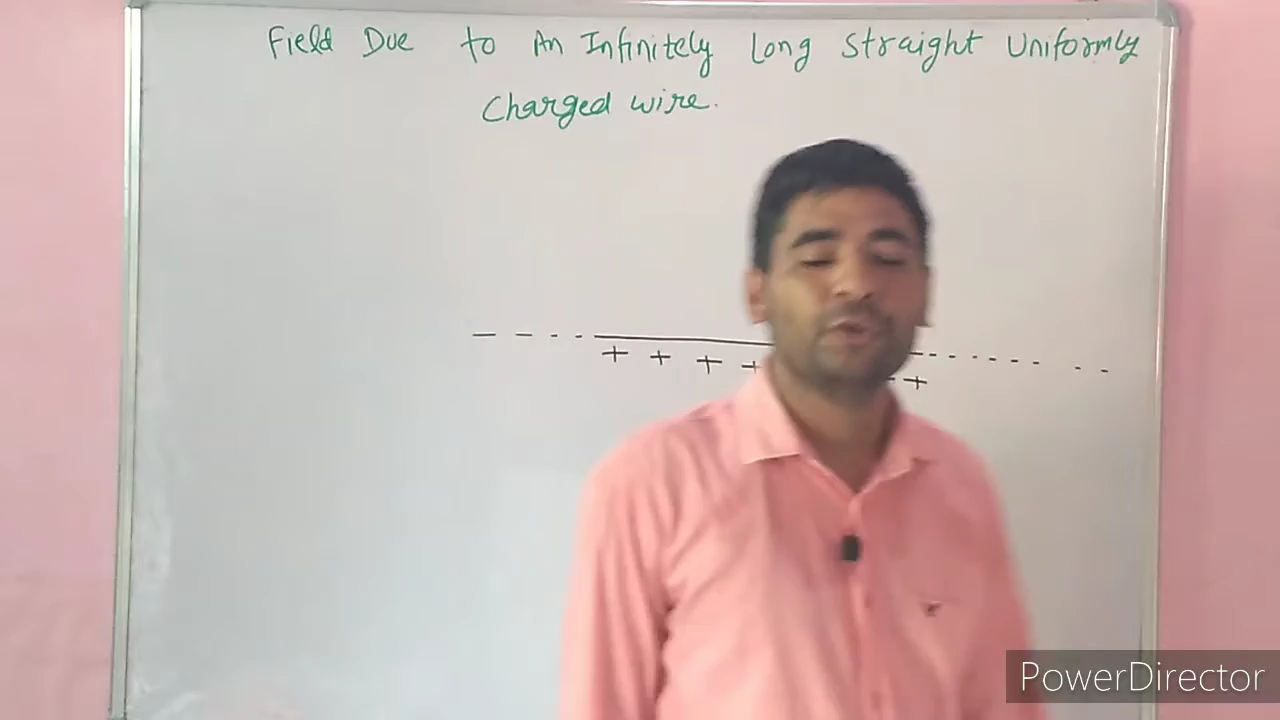 Field Due to An Infinitely Long Straight Uniformly
Charged wire.
+ + + + +
PowerDirector